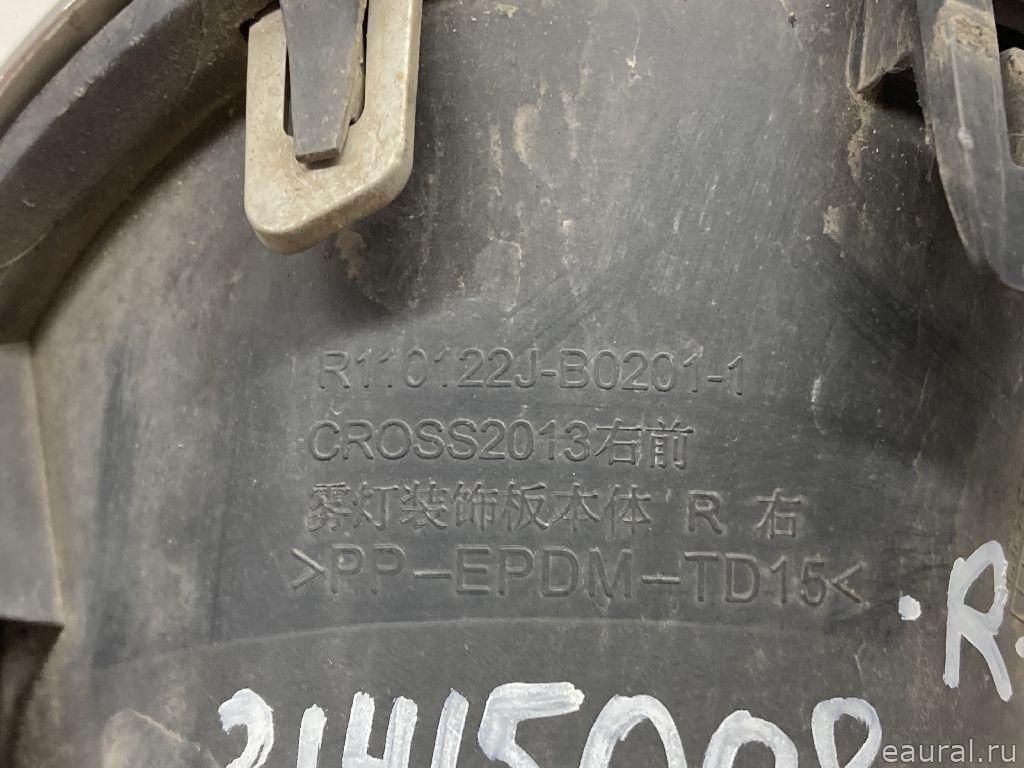 R110122J-B0201-1
CROSS2013右前
雾灯装饰板本体 R 右
>PP-EPDM-TD15<
R.
eaural.ru